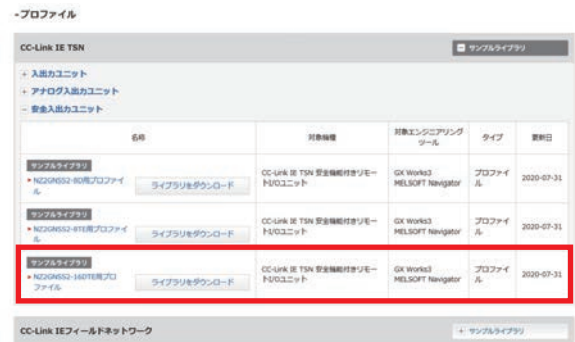 -プロファイル
CC-Link IE TSN
サンプルライブラリ
+ 入出力ユニット
+ アナログ入出力ユニット
- 安全入出力ユニット
名称
対象機種
対象エンジニアリング
ツール
タイプ
更新日
サンプルライブラリ
NZ2GNSS2-8D用プロファイ
ル
ライブラリをダウンロード
CC-Link IE TSN 安全機能付きリモー
トI/Oユニット
GX Works3
MELSOFT Navigator
プロファイ
ル
2020-07-31
サンプルライブラリ
NZ2GNSS2-8TE用プロファイ
ル
ライブラリをダウンロード
CC-Link IE TSN 安全機能付きリモー
トI/Oユニット
GX Works3
MELSOFT Navigator
プロファイ
ル
2020-07-31
サンプルライブラリ
NZ2GNSS2-16DTE用プロ
ファイル
ライブラリをダウンロード
CC-Link IE TSN 安全機能付きリモー
トI/Oユニット
GX Works3
MELSOFT Navigator
プロファイ
ル
2020-07-31
CC-Link IEフィールドネットワーク
+ サンプルライブラリ